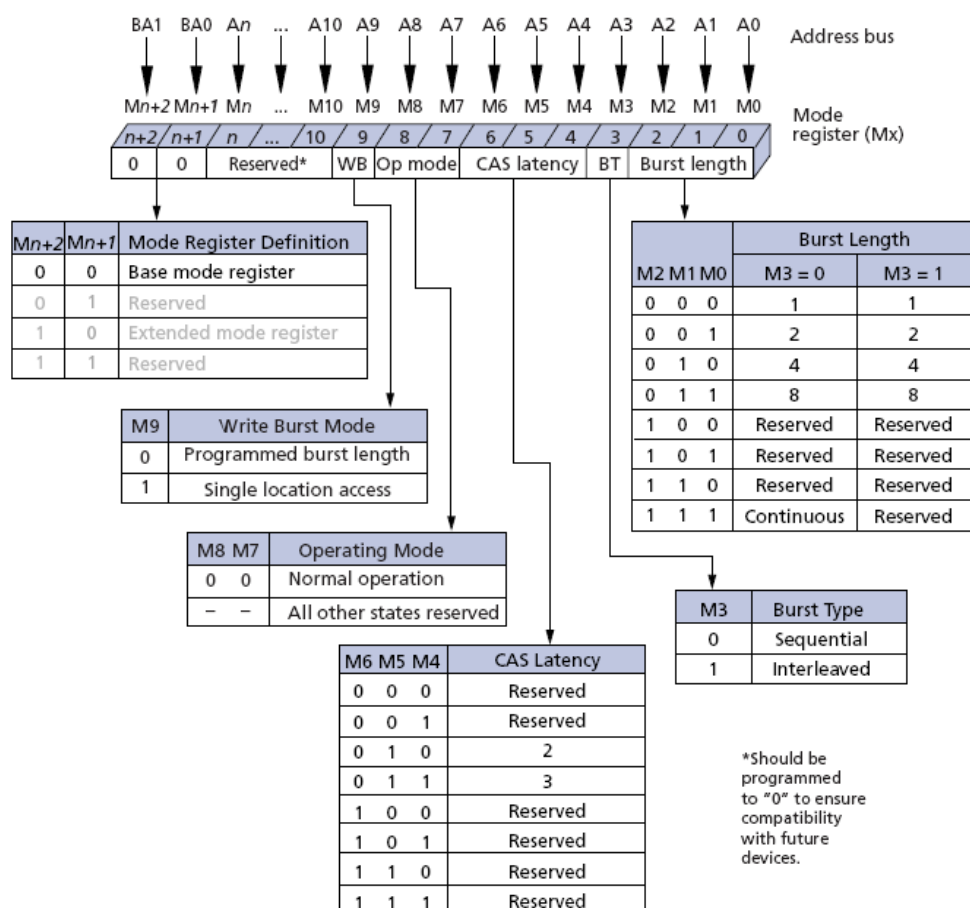 BA1 BA0 An ... A10 A9 A8 A7 A6 A5 A4 A3 A2 A1 A0
Address bus
Mn+2 Mn+1 Mn ... M10 M9 M8 M7 M6 M5 M4 M3 M2 M1 M0
Mode
register (Mx)
n+2 / n+1 / n / ... / 10 / 9 / 8 / 7 / 6 / 5 / 4 / 3 / 2 / 1 / 0
0 0 Reserved* WB Op mode CAS latency BT Burst length
Mn+2 Mn+1 Mode Register Definition
0 0 Base mode register
0 1 Reserved
1 0 Extended mode register
1 1 Reserved
Burst Length
M2 M1 M0 M3 = 0 M3 = 1
0 0 0 1 1
0 0 1 2 2
0 1 0 4 4
0 1 1 8 8
1 0 0 Reserved Reserved
1 0 1 Reserved Reserved
1 1 0 Reserved Reserved
1 1 1 Continuous Reserved
M9 Write Burst Mode
0 Programmed burst length
1 Single location access
M8 M7 Operating Mode
0 0 Normal operation
– – All other states reserved
M3 Burst Type
0 Sequential
1 Interleaved
M6 M5 M4 CAS Latency
0 0 0 Reserved
0 0 1 Reserved
0 1 0 2
0 1 1 3
1 0 0 Reserved
1 0 1 Reserved
1 1 0 Reserved
1 1 1 Reserved
*Should be
programmed
to "0" to ensure
compatibility
with future
devices.